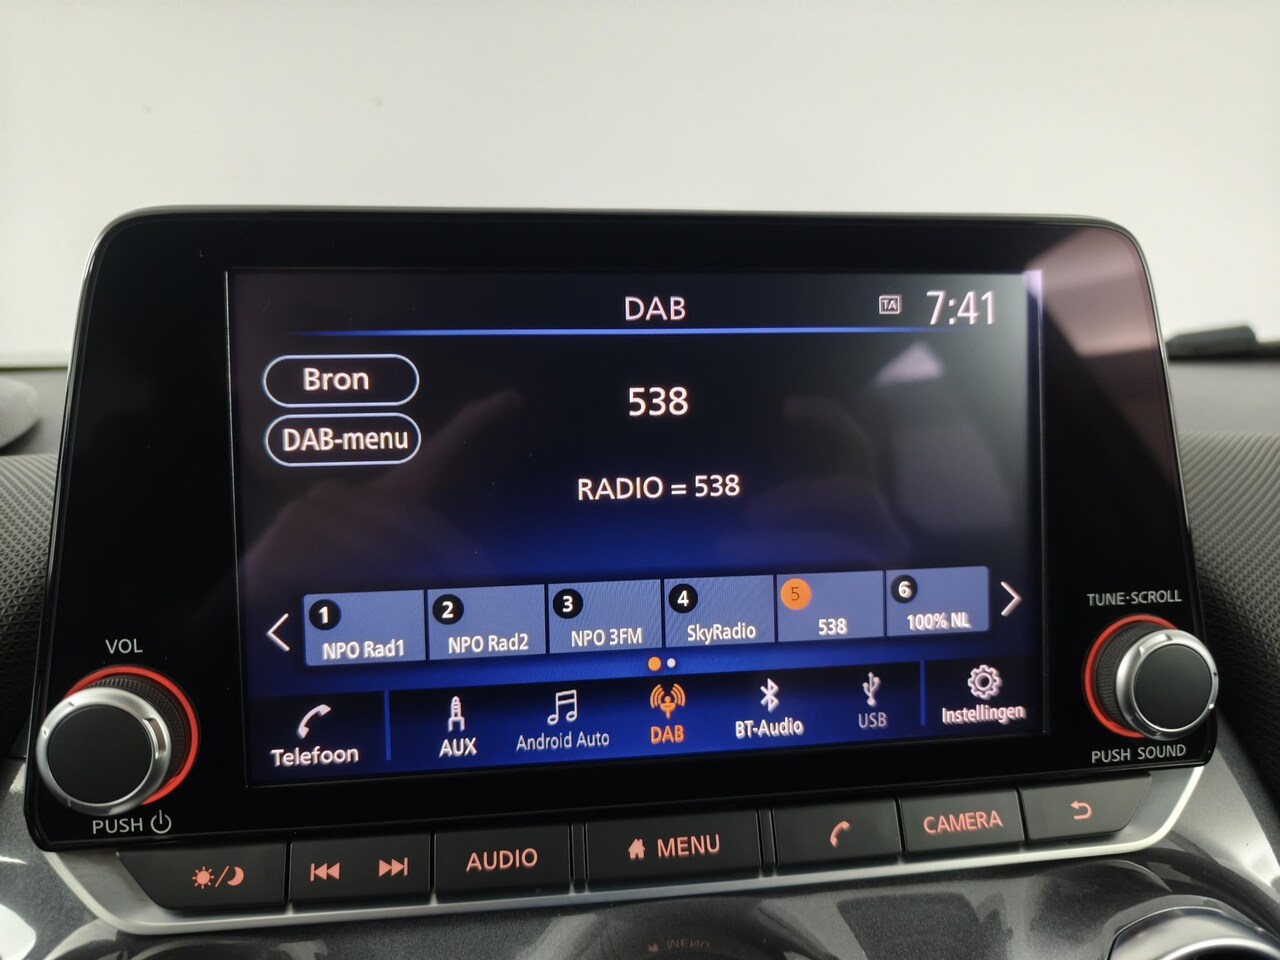 DAB
TA 7:41
Bron
538
DAB-menu
RADIO = 538
1 NPO Rad1
2 NPO Rad2
3 NPO 3FM
4 SkyRadio
5 538
6 100% NL
Telefoon
AUX
Android Auto
DAB
BT-Audio
USB
Instellingen
VOL
PUSH
TUNE·SCROLL
PUSH SOUND
AUDIO
MENU
CAMERA
MENU